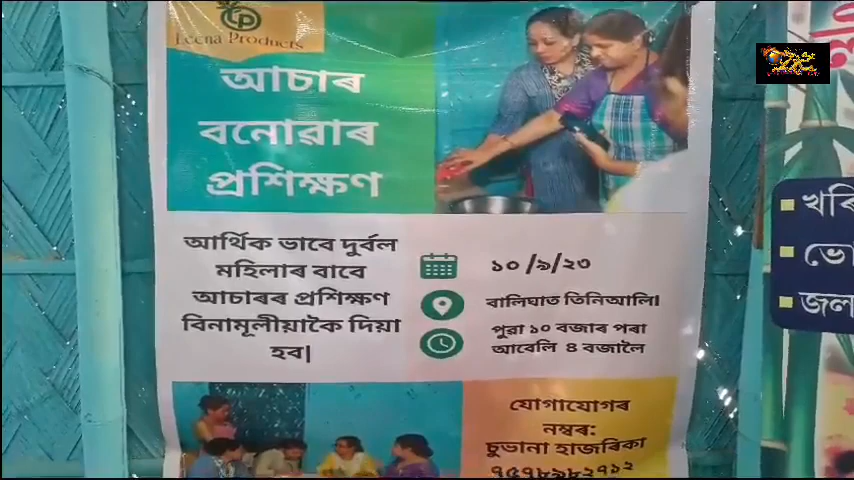 Leena Products
আচাৰ
বনোৱাৰ
প্ৰশিক্ষণ
আৰ্থিক ভাবে দুৰ্বল
মহিলাৰ বাবে
আচাৰৰ প্ৰশিক্ষণ
বিনামূলীয়াকৈ দিয়া
হব|
১০ /৯/২৩
বালিঘাত তিনিআলি।
পুৱা ১০ বজাৰ পৰা
আবেলি ৪ বজালৈ
যোগাযোগৰ
নম্বৰ:
চুভানা হাজৰিকা
৭৫৭৮৯৮২৭১২